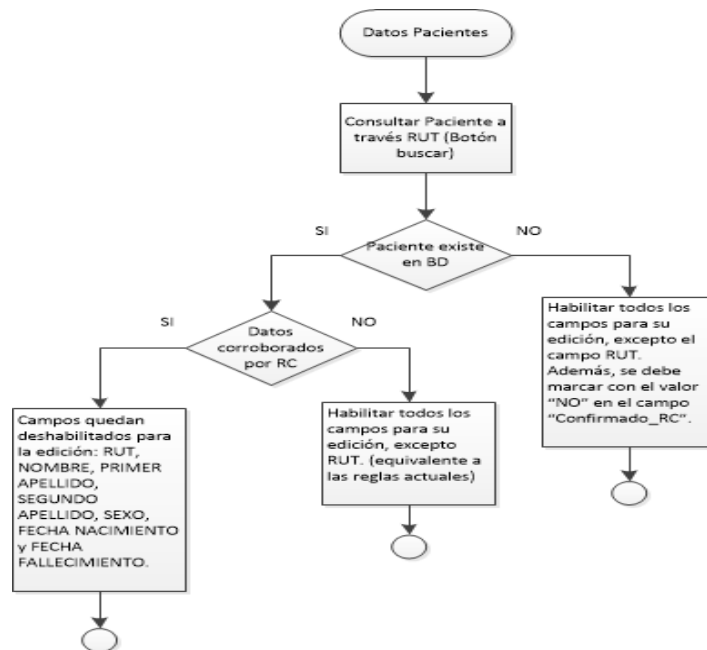 Datos Pacientes
Consultar Paciente a
través RUT (Botón
buscar)
SI
NO
Paciente existe
en BD
SI
NO
Datos
corroborados
por RC
Habilitar todos los
campos para su
edición, excepto el
campo RUT.
Además, se debe
marcar con el valor
“NO” en el campo
“Confirmado_RC”.
Campos quedan
deshabilitados para
la edición: RUT,
NOMBRE, PRIMER
APELLIDO,
SEGUNDO
APELLIDO, SEXO,
FECHA NACIMIENTO
y FECHA
FALLECIMIENTO.
Habilitar todos los
campos para su
edición, excepto
RUT. (equivalente a
las reglas actuales)